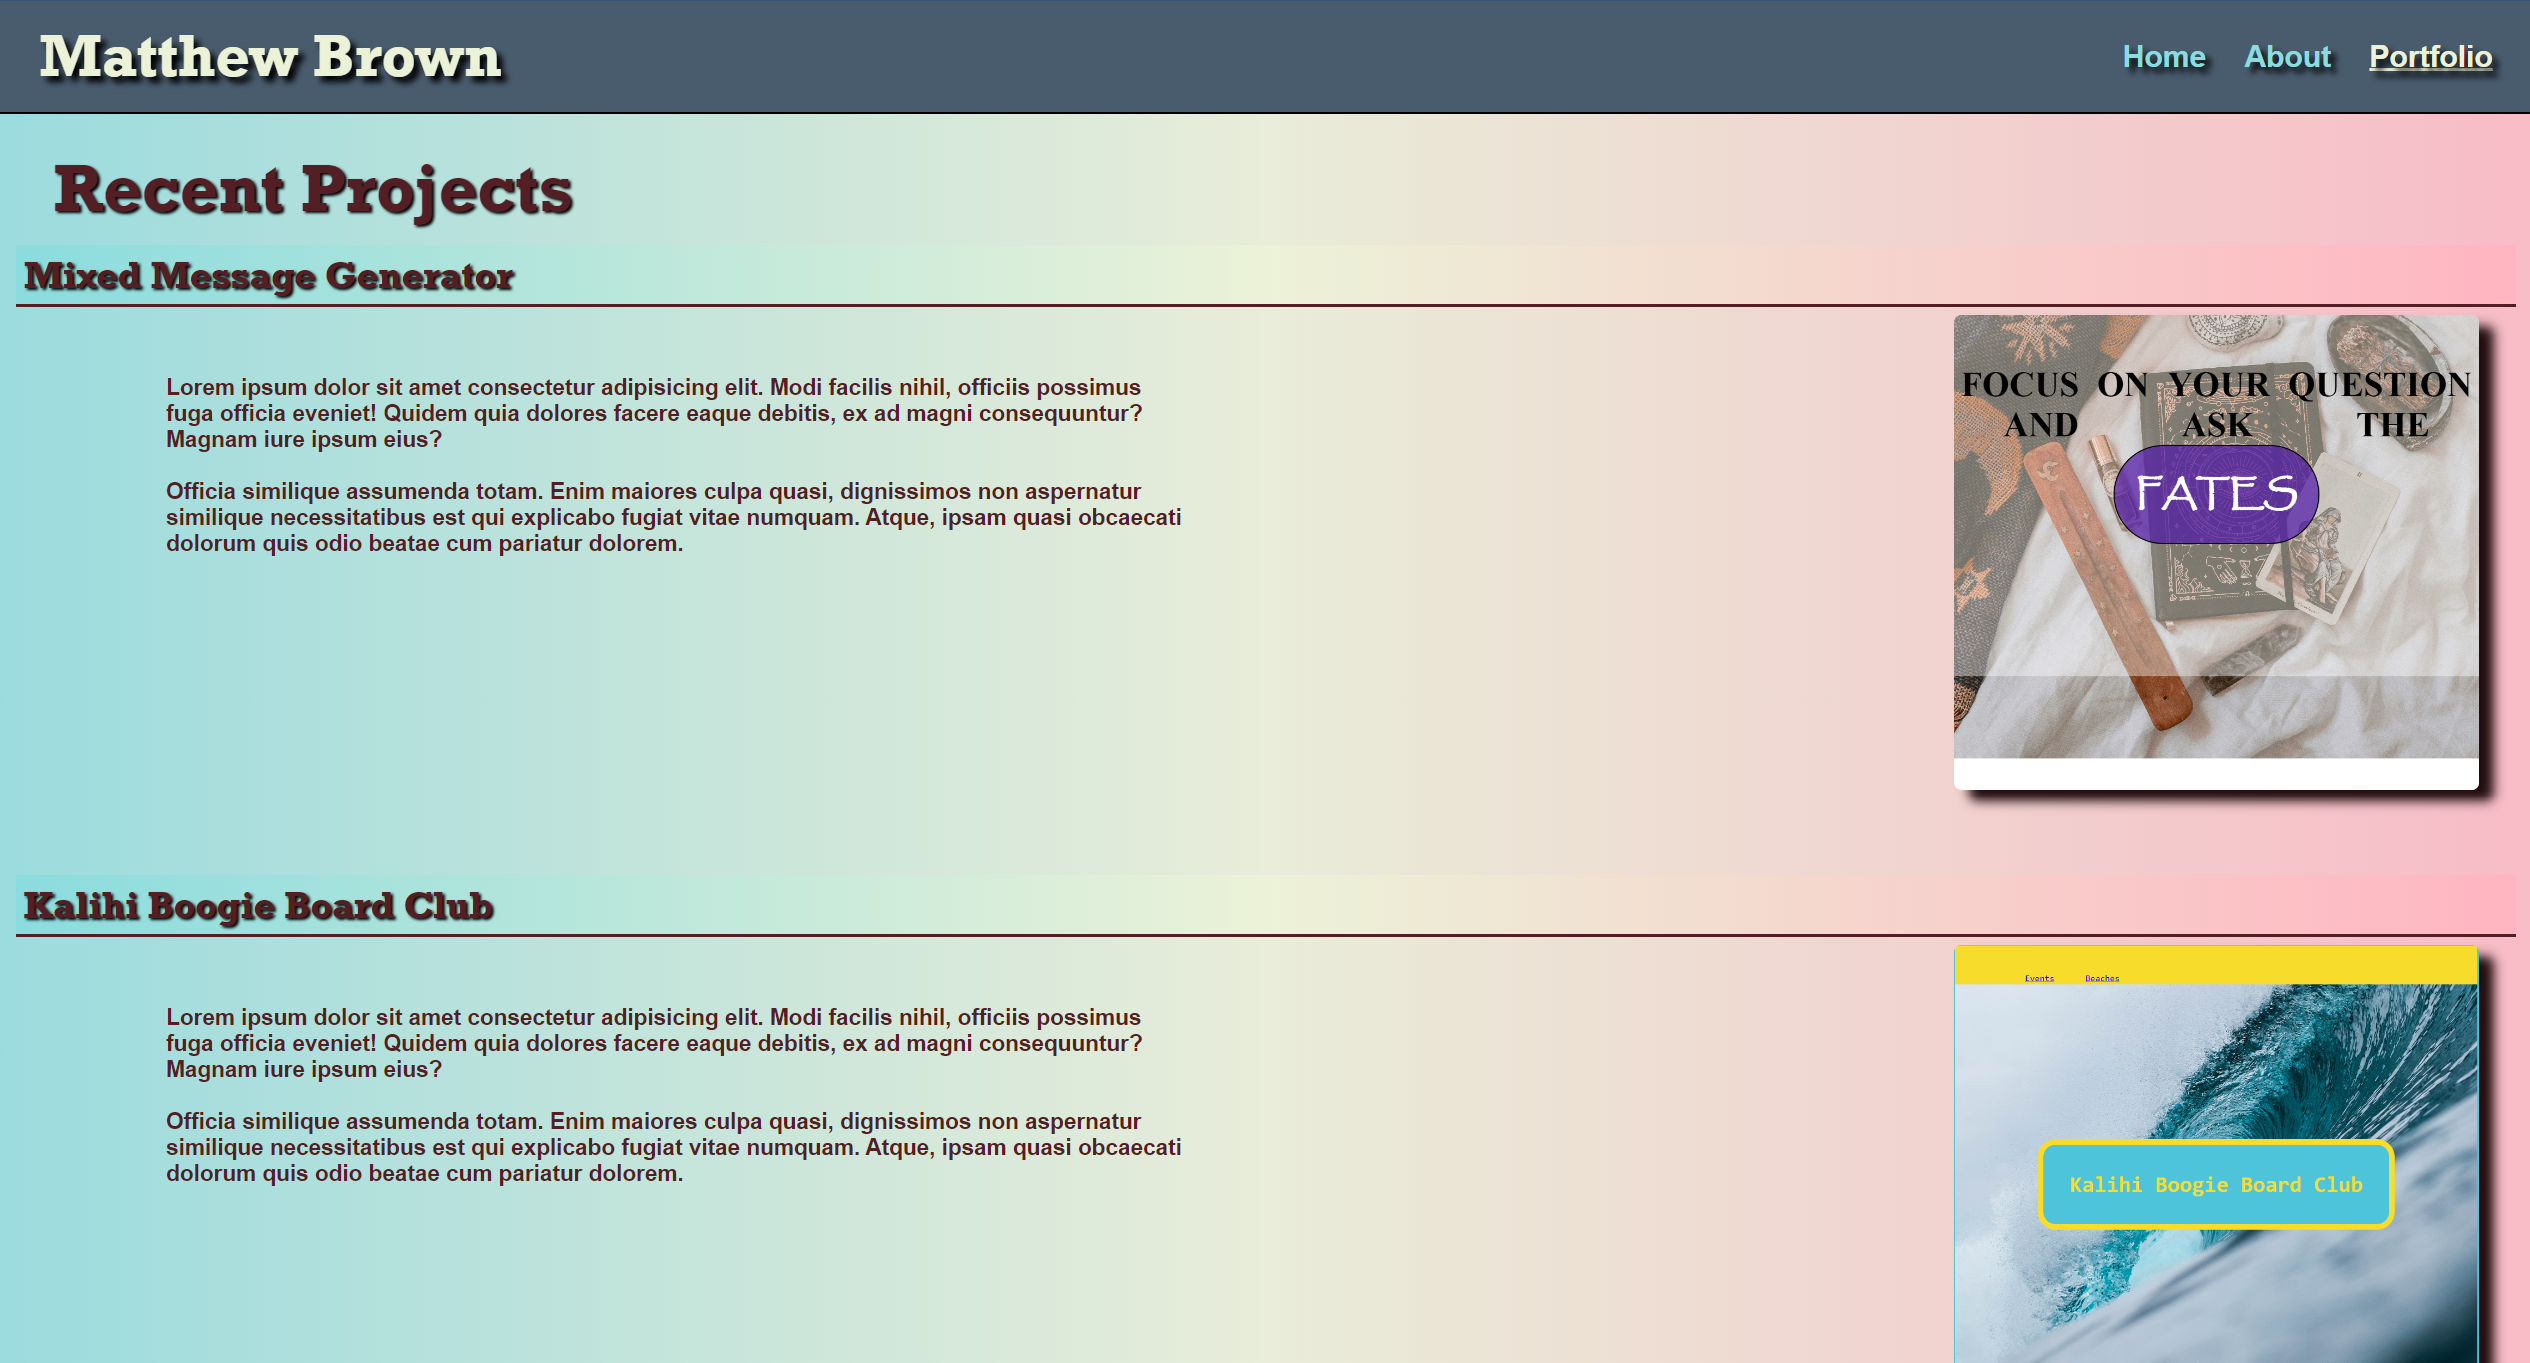 Matthew Brown
Home About Portfolio
Recent Projects
Mixed Message Generator
Lorem ipsum dolor sit amet consectetur adipisicing elit. Modi facilis nihil, officiis possimus
fuga officia eveniet! Quidem quia dolores facere eaque debitis, ex ad magni consequuntur?
Magnam iure ipsum eius?
Officia similique assumenda totam. Enim maiores culpa quasi, dignissimos non aspernatur
similique necessitatibus est qui explicabo fugiat vitae numquam. Atque, ipsam quasi obcaecati
dolorum quis odio beatae cum pariatur dolorem.
FOCUS ON YOUR QUESTION
AND ASK THE
FATES
Kalihi Boogie Board Club
Lorem ipsum dolor sit amet consectetur adipisicing elit. Modi facilis nihil, officiis possimus
fuga officia eveniet! Quidem quia dolores facere eaque debitis, ex ad magni consequuntur?
Magnam iure ipsum eius?
Officia similique assumenda totam. Enim maiores culpa quasi, dignissimos non aspernatur
similique necessitatibus est qui explicabo fugiat vitae numquam. Atque, ipsam quasi obcaecati
dolorum quis odio beatae cum pariatur dolorem.
Events Beaches
Kalihi Boogie Board Club